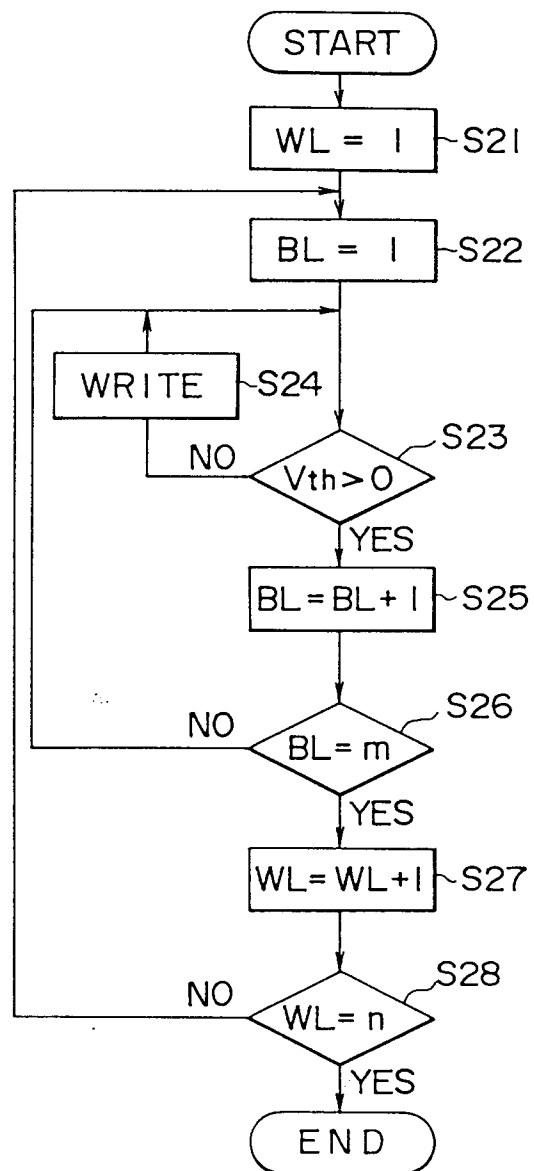 START
WL = 1 S21
BL = 1 S22
WRITE S24
S23
NO Vth > 0
YES
BL = BL + 1 S25
S26
NO BL = m
YES
WL = WL + 1 S27
S28
NO WL = n
YES
END